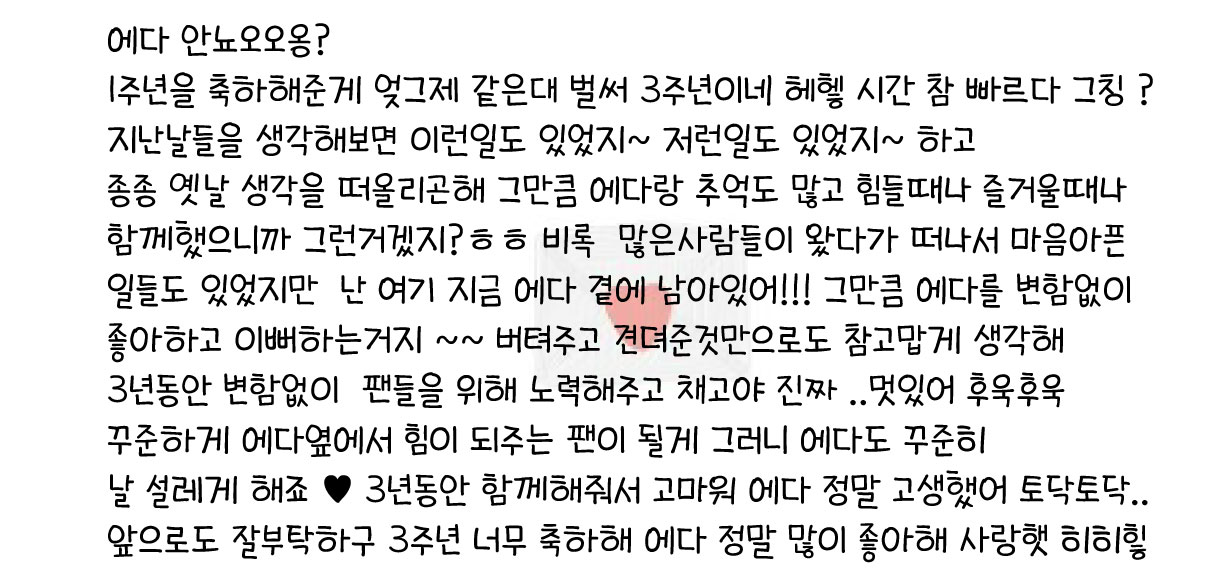 에다 안뇨오오옹?
1주년을 축하해준게 엊그제 같은대 벌써 3주년이네 헤헿 시간 참 빠르다 그칭 ?
지난날들을 생각해보면 이런일도 있었지~ 저런일도 있었지~ 하고
종종 옛날 생각을 떠올리곤해 그만큼 에다랑 추억도 많고 힘들때나 즐거울때나
함께했으니까 그런거겠지?ㅎㅎ 비록 많은사람들이 왔다가 떠나서 마음아픈
일들도 있었지만 난 여기 지금 에다 곁에 남아있어!!! 그만큼 에다를 변함없이
좋아하고 이뻐하는거지 ~~ 버텨주고 견뎌준것만으로도 참고맙게 생각해
3년동안 변함없이 팬들을 위해 노력해주고 채고야 진짜 ..멋있어 후욱후욱
꾸준하게 에다옆에서 힘이 되주는 팬이 될게 그러니 에다도 꾸준히
날 설레게 해죠 ♥ 3년동안 함께해줘서 고마워 에다 정말 고생했어 토닥토닥..
앞으로도 잘부탁하구 3주년 너무 축하해 에다 정말 많이 좋아해 사랑햇 히히힣